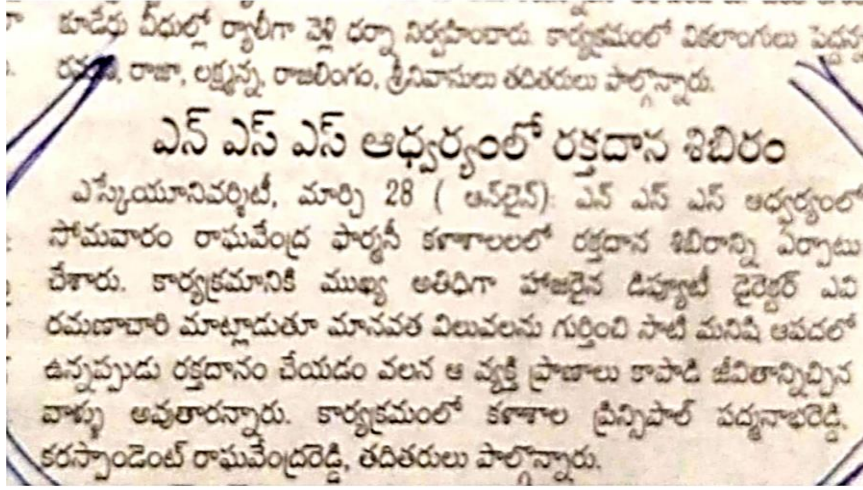 కూడేరు వీధుల్లో ర్యాలీగా వెళ్లి ధర్నా నిర్వహించారు. కార్యక్రమంలో వికలాంగులు పెద్దన్న
రాజా, లక్ష్మన్న, రాజలింగం, శ్రీనివాసులు తదితరులు పాల్గొన్నారు.
ఎన్ ఎస్ ఎస్ ఆధ్వర్యంలో రక్తదాన శిబిరం
ఎస్కేయూనివర్శిటీ, మార్చి 28 ( ఆన్‌లైన్): ఎన్ ఎస్ ఎస్ ఆధ్వర్యంలో
సోమవారం రాఘవేంద్ర ఫార్మసీ కళాశాలలలో రక్తదాన శిబిరాన్ని ఏర్పాటు
చేశారు. కార్యక్రమానికి ముఖ్య అతిధిగా హాజరైన డిప్యూటీ డైరెక్టర్ ఎవి
రమణాచారి మాట్లాడుతూ మానవత విలువలను గుర్తించి సాటి మనిషి ఆపదలో
ఉన్నప్పుడు రక్తదానం చేయడం వలన ఆ వ్యక్తి ప్రాణాలు కాపాడి జీవితాన్నిచ్చిన
వాళ్ళు అవుతారన్నారు. కార్యక్రమంలో కళాశాల ప్రిన్సిపాల్ పద్మనాభరెడ్డి,
కరస్పాండెంట్ రాఘవేంద్రరెడ్డి, తదితరులు పాల్గొన్నారు.